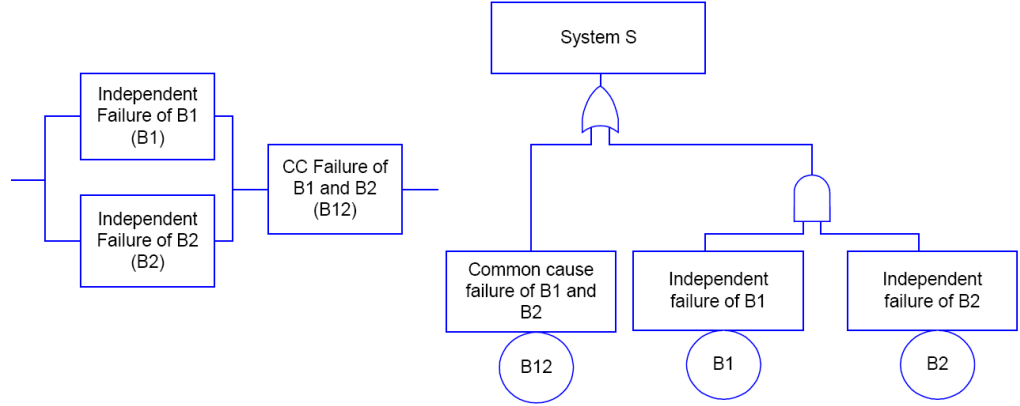 Independent
Failure of B1
(B1)
Independent
Failure of B2
(B2)
CC Failure of
B1 and B2
(B12)
System S
Common cause
failure of B1 and
B2
Independent
failure of B1
Independent
failure of B2
B12
B1
B2